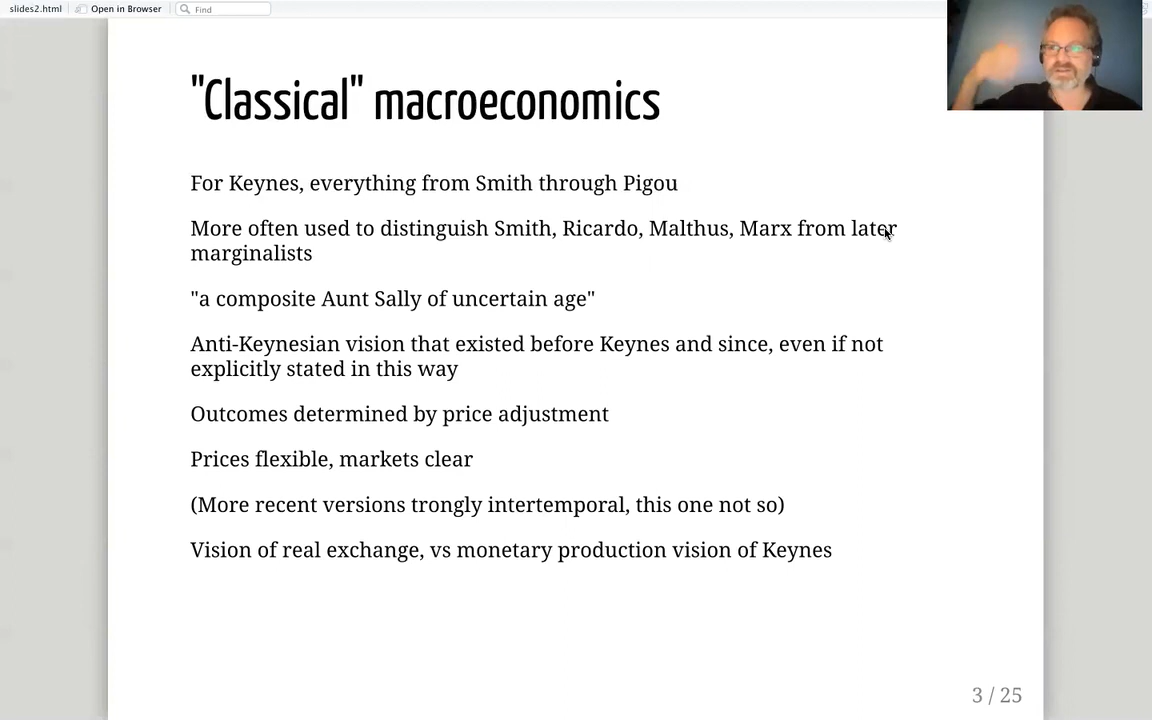 slides2.html Open in Browser Find
"Classical" macroeconomics
For Keynes, everything from Smith through Pigou
More often used to distinguish Smith, Ricardo, Malthus, Marx from later
marginalists
"a composite Aunt Sally of uncertain age"
Anti-Keynesian vision that existed before Keynes and since, even if not
explicitly stated in this way
Outcomes determined by price adjustment
Prices flexible, markets clear
(More recent versions trongly intertemporal, this one not so)
Vision of real exchange, vs monetary production vision of Keynes
3 / 25